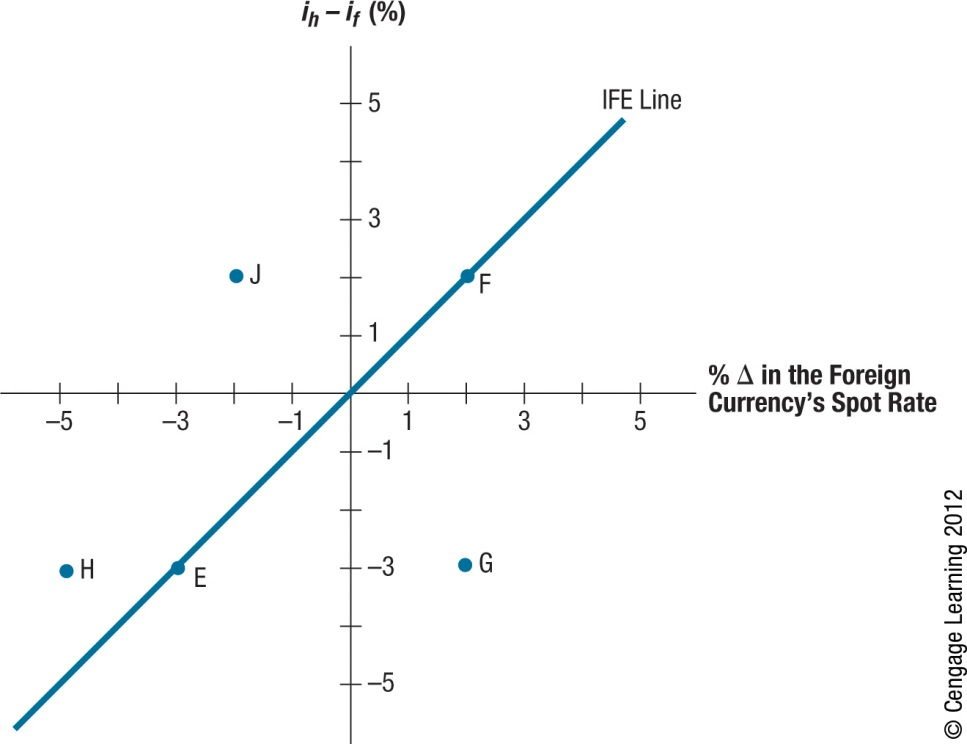 i_h – i_f (%)
IFE Line
5
3
J
F
1
% Δ in the Foreign
Currency's Spot Rate
–5
–3
–1
1
3
5
–1
H
E
–3
G
–5
© Cengage Learning 2012